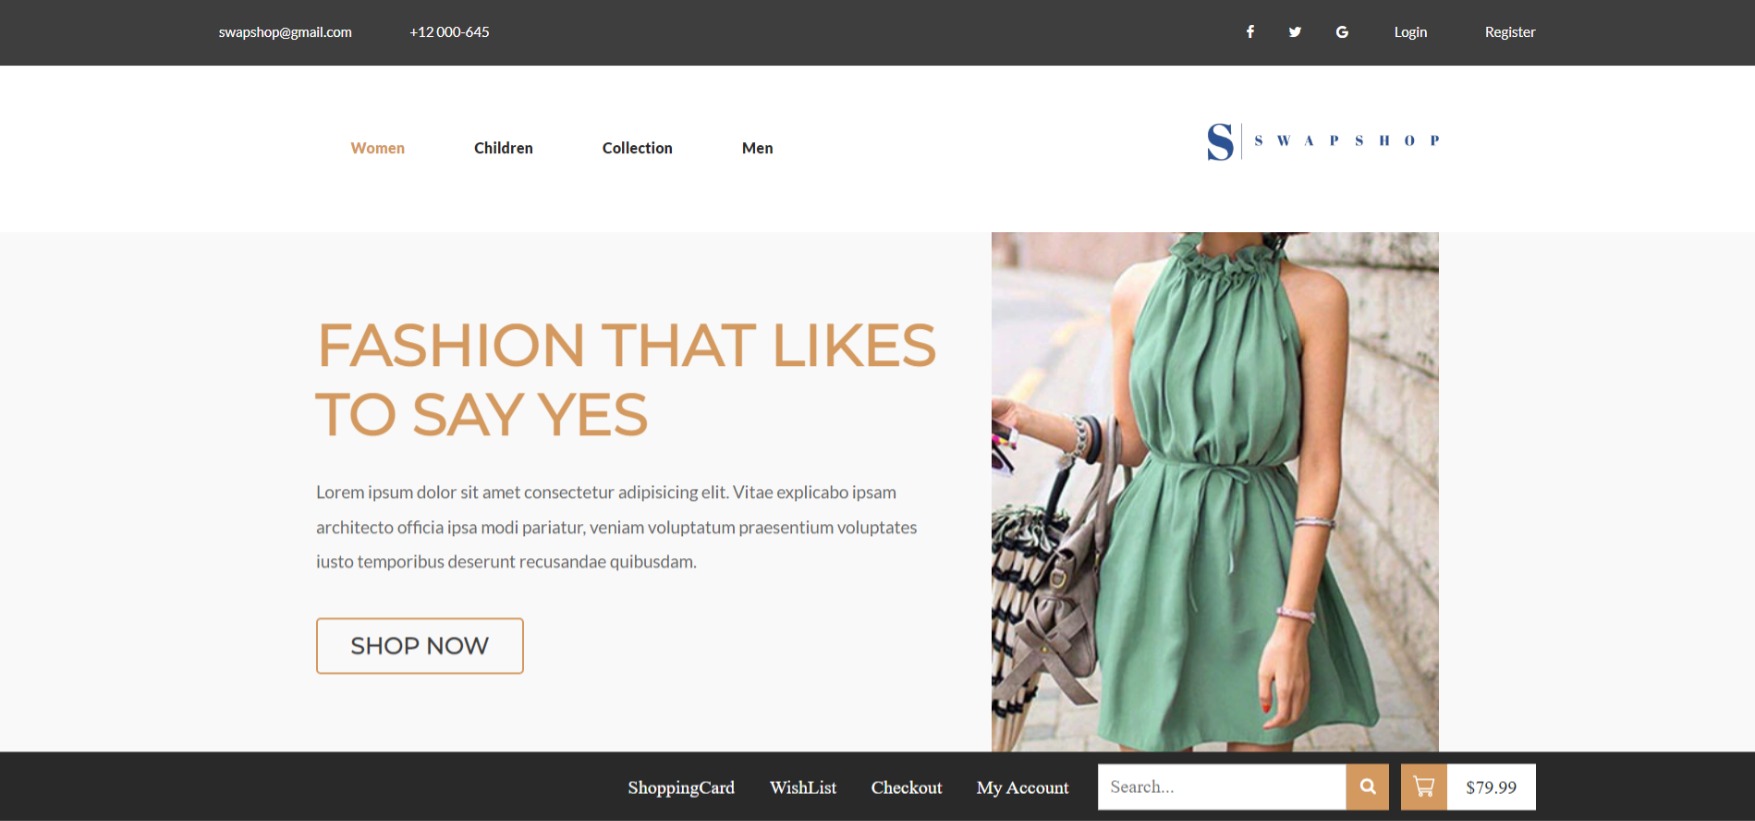 swapshop@gmail.com +12 000-645 Login Register
Women Children Collection Men
S SWAPSHOP
FASHION THAT LIKES
TO SAY YES
Lorem ipsum dolor sit amet consectetur adipisicing elit. Vitae explicabo ipsam
architecto officia ipsa modi pariatur, veniam voluptatum praesentium voluptates
iusto temporibus deserunt recusandae quibusdam.
SHOP NOW
ShoppingCard WishList Checkout My Account Search... $79.99